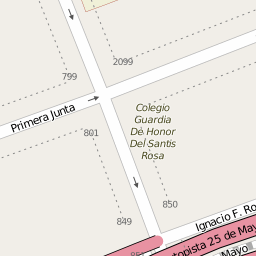 2099
799
Primera Junta
801
Colegio
Guardia
De Honor
Del Santis
Rosa
850
849
Ignacio F. Ro
topista 25 de May
Mayo